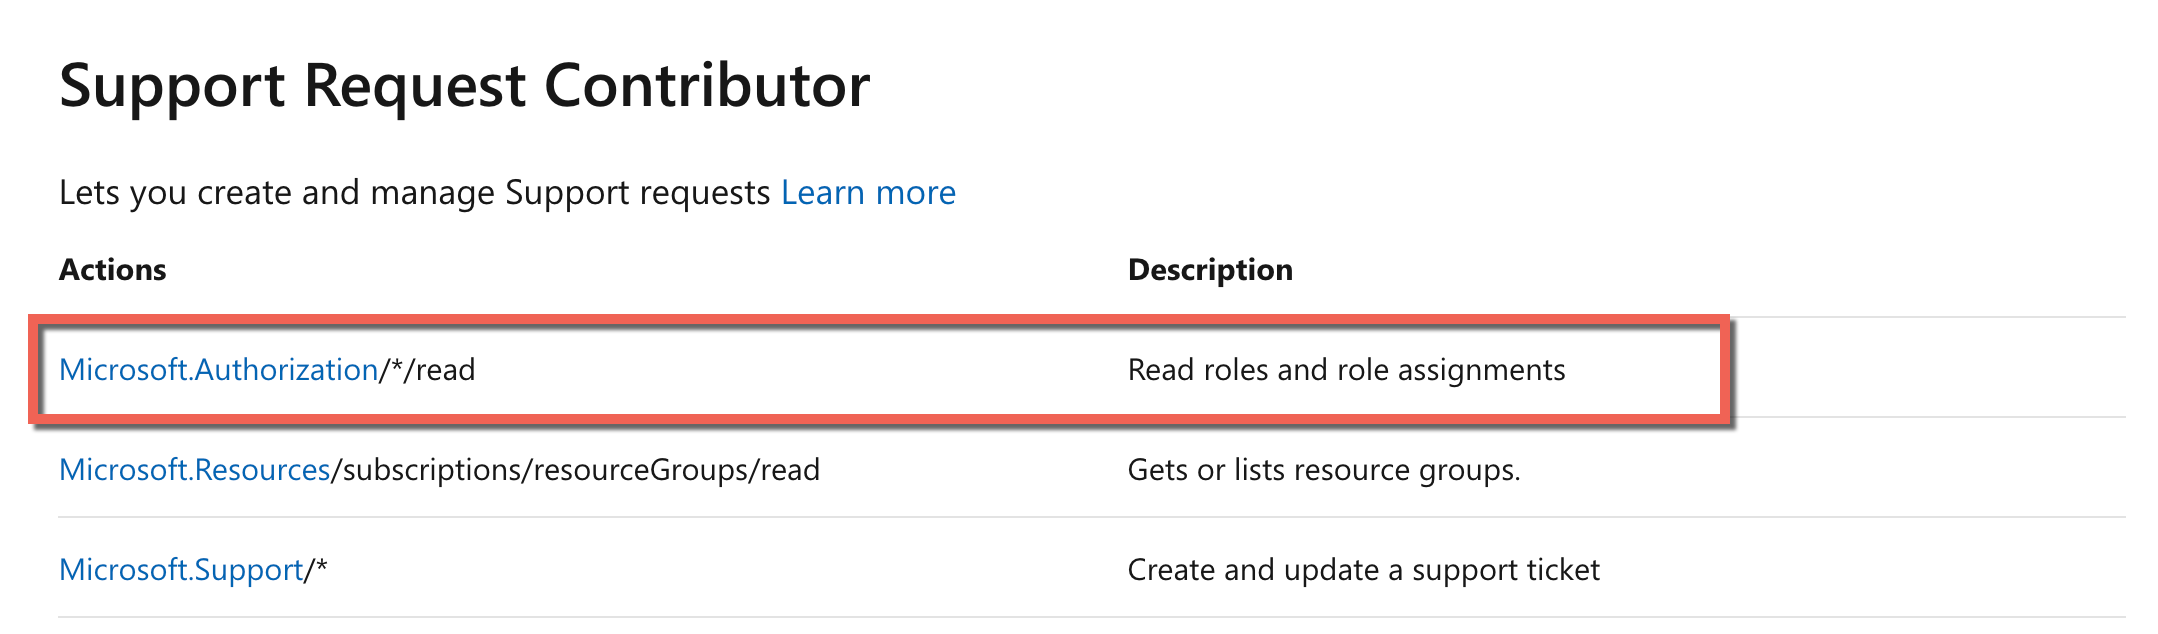 Support Request Contributor
Lets you create and manage Support requests Learn more
Actions Description
Microsoft.Authorization/*/read Read roles and role assignments
Microsoft.Resources/subscriptions/resourceGroups/read Gets or lists resource groups.
Microsoft.Support/* Create and update a support ticket